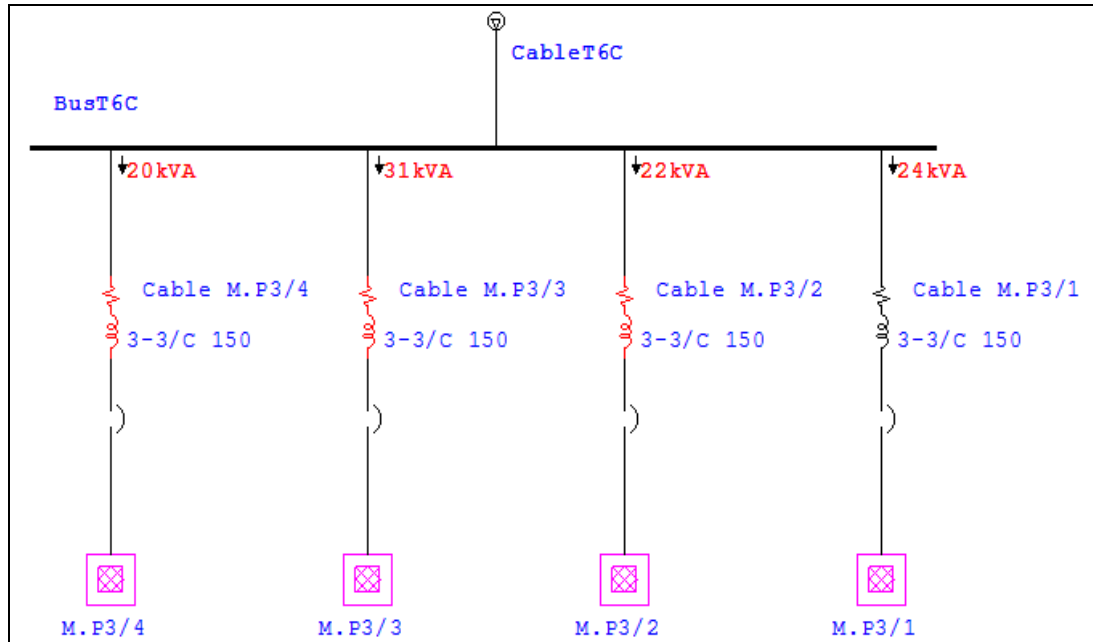 CableT6C
BusT6C
20kVA 31kVA 22kVA 24kVA
Cable M.P3/4 Cable M.P3/3 Cable M.P3/2 Cable M.P3/1
3-3/C 150 3-3/C 150 3-3/C 150 3-3/C 150
M.P3/4 M.P3/3 M.P3/2 M.P3/1